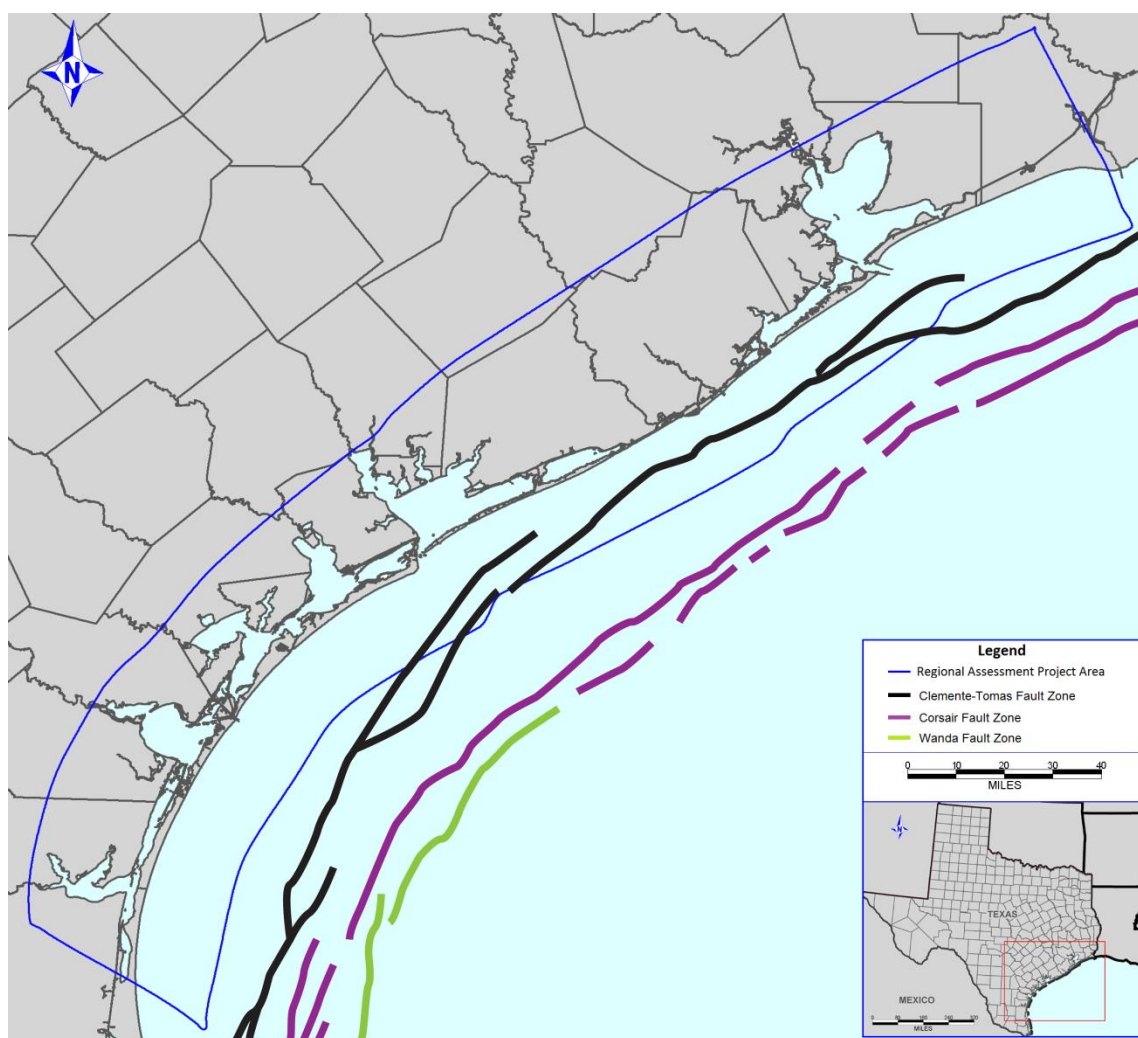 N
Legend
Regional Assessment Project Area
Clemente-Tomas Fault Zone
Corsair Fault Zone
Wanda Fault Zone
0 10 20 30 40
MILES
N
TEXAS
MEXICO
MILES